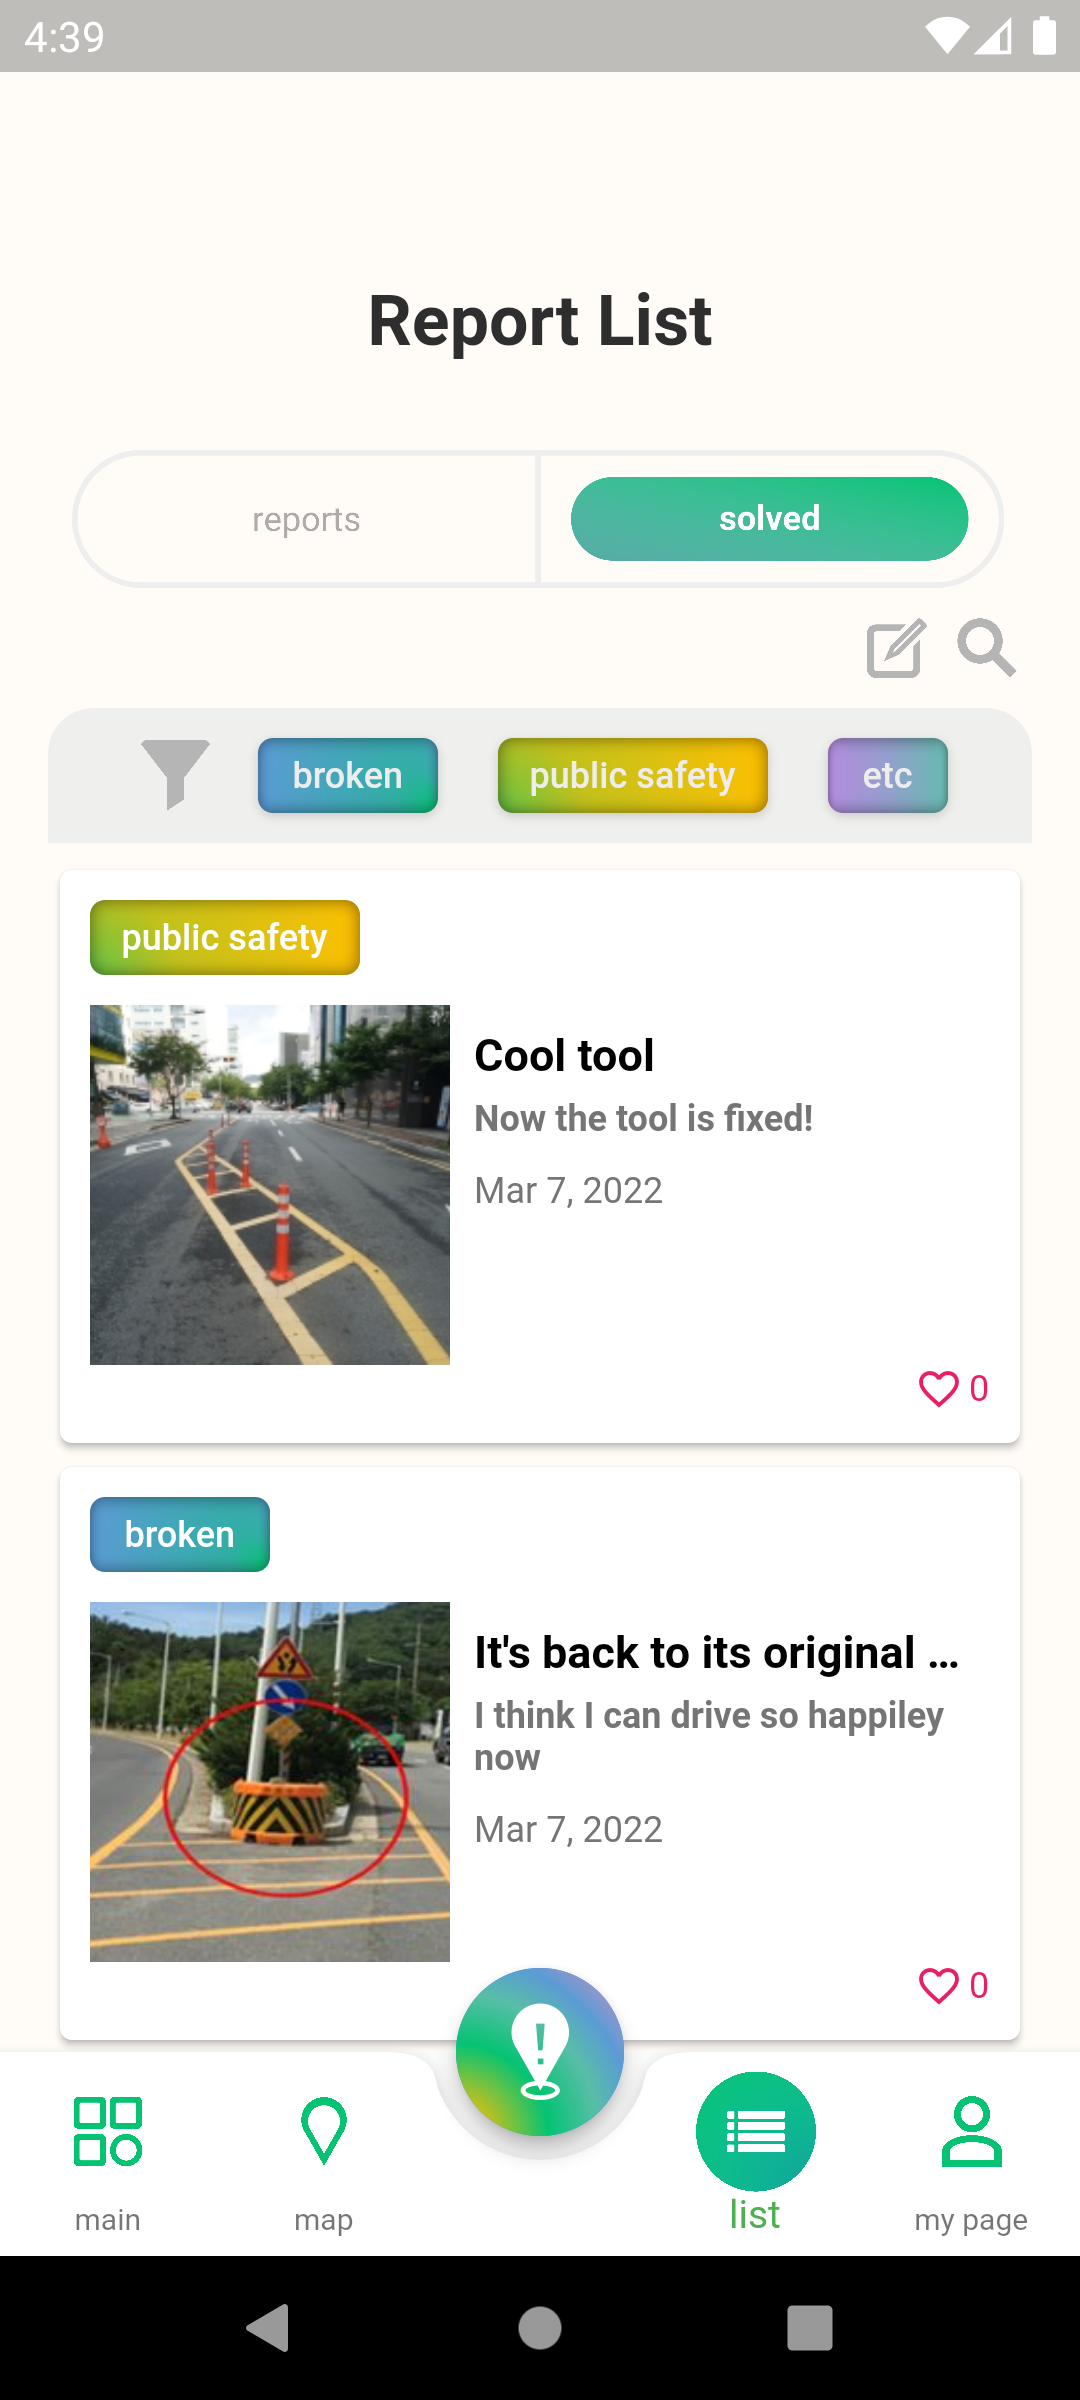 4:39
Report List
reports
solved
broken
public safety
etc
public safety
Cool tool
Now the tool is fixed!
Mar 7, 2022
0
broken
It's back to its original ...
I think I can drive so happiley
now
Mar 7, 2022
0
main
map
list
my page